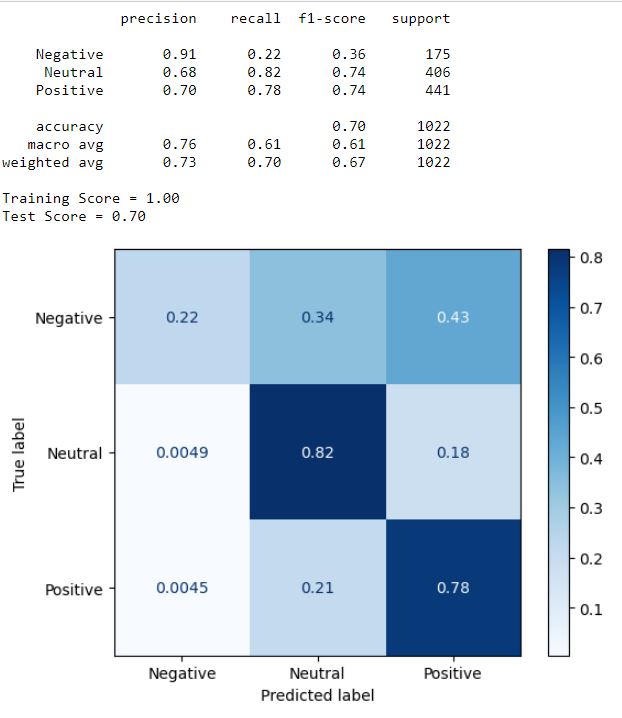 precision recall f1-score support
Negative 0.91 0.22 0.36 175
Neutral 0.68 0.82 0.74 406
Positive 0.70 0.78 0.74 441
accuracy 0.70 1022
macro avg 0.76 0.61 0.61 1022
weighted avg 0.73 0.70 0.67 1022
Training Score = 1.00
Test Score = 0.70
0.8
0.7
0.6
0.5
0.4
0.3
0.2
0.1
True label
Negative 0.22 0.34 0.43
Neutral 0.0049 0.82 0.18
Positive 0.0045 0.21 0.78
Negative Neutral Positive
Predicted label